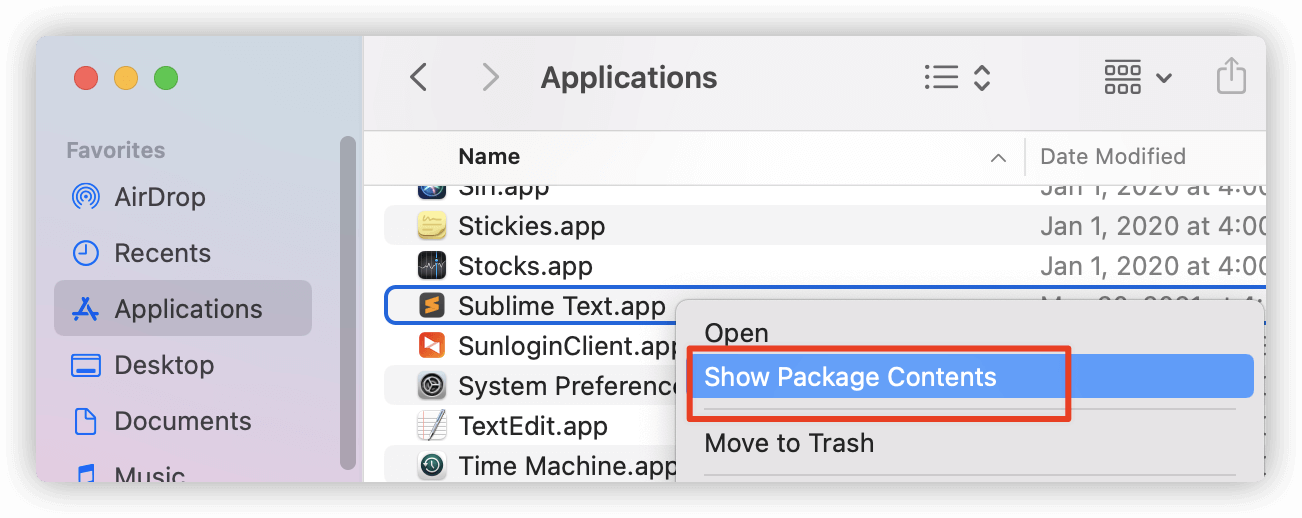 Applications
Favorites
AirDrop
Recents
Applications
Desktop
Documents
Music
Name
Date Modified
Siri.app
Jan 1, 2020 at 4:00
Stickies.app
Jan 1, 2020 at 4:00
Stocks.app
Jan 1, 2020 at 4:00
Sublime Text.app
SunloginClient.app
System Preference
TextEdit.app
Time Machine.app
Open
Show Package Contents
Move to Trash